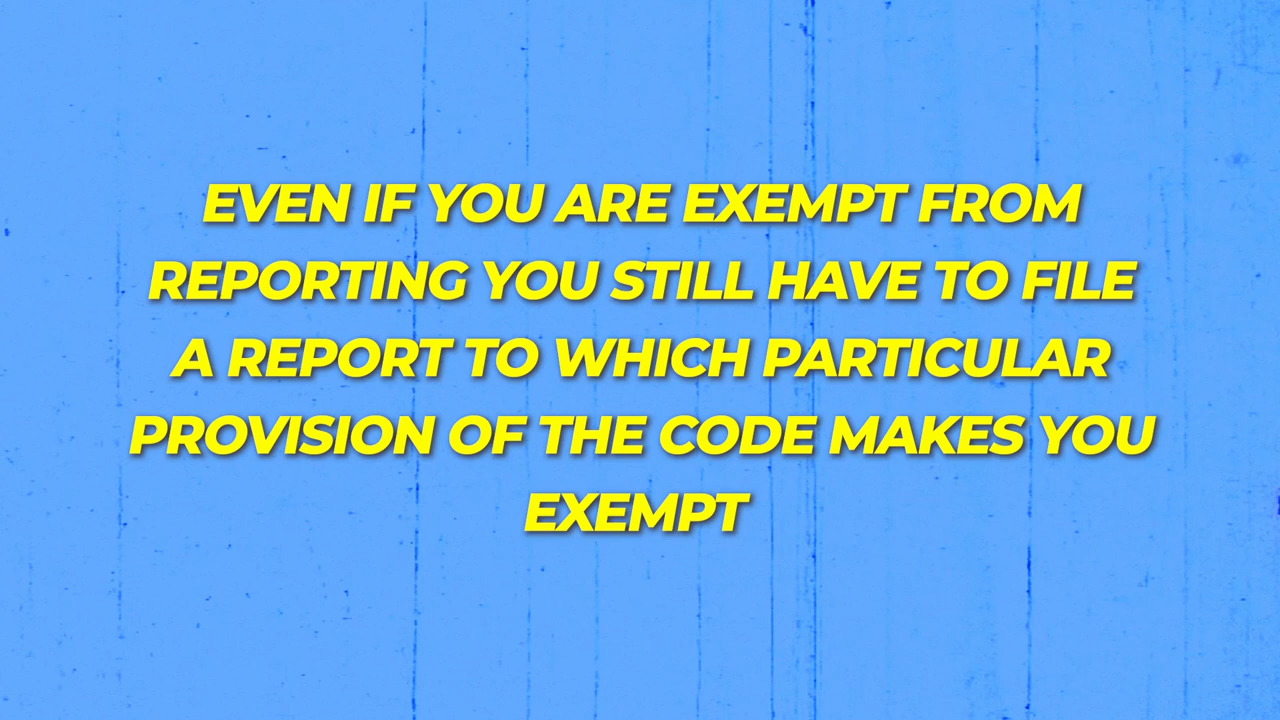 EVEN IF YOU ARE EXEMPT FROM
REPORTING YOU STILL HAVE TO FILE
A REPORT TO WHICH PARTICULAR
PROVISION OF THE CODE MAKES YOU
EXEMPT